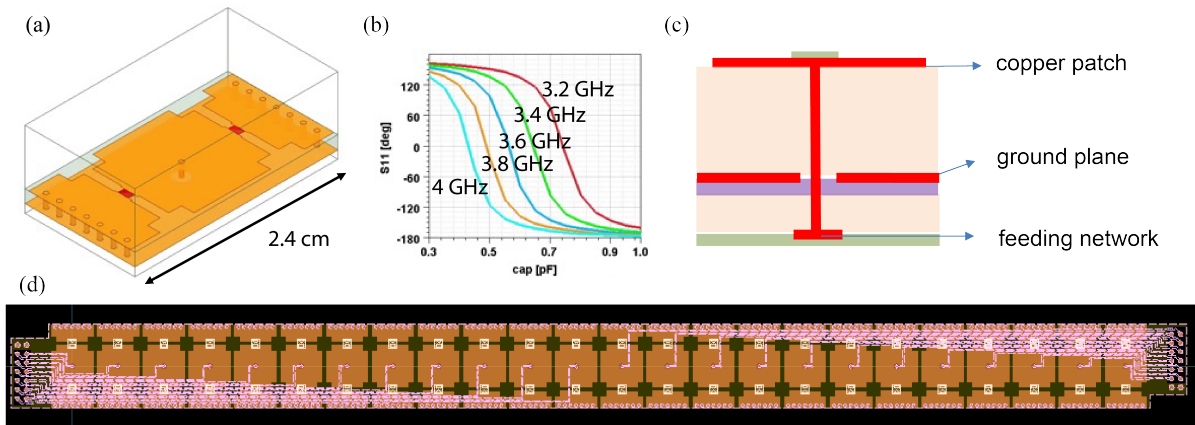 (a)
2.4 cm
(b)
S11 [deg]
120
60
0
-60
-120
-180
3.2 GHz
3.4 GHz
3.6 GHz
3.8 GHz
4 GHz
0.3
0.5
0.7
0.9
1.0
cap [pF]
(c)
copper patch
ground plane
feeding network
(d)